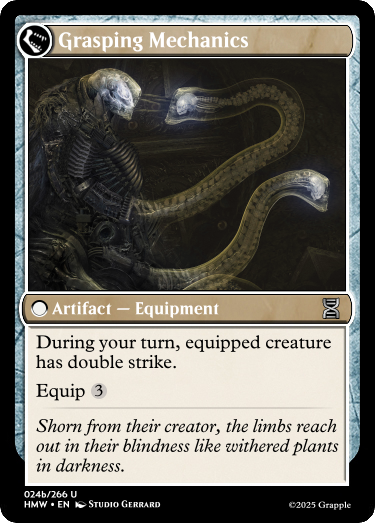 Grasping Mechanics
Artifact — Equipment
During your turn, equipped creature
has double strike.
Equip 3
Shorn from their creator, the limbs reach
out in their blindness like withered plants
in darkness.
024b/266 U
HMW • EN Studio Gerrard
©2025 Grapple